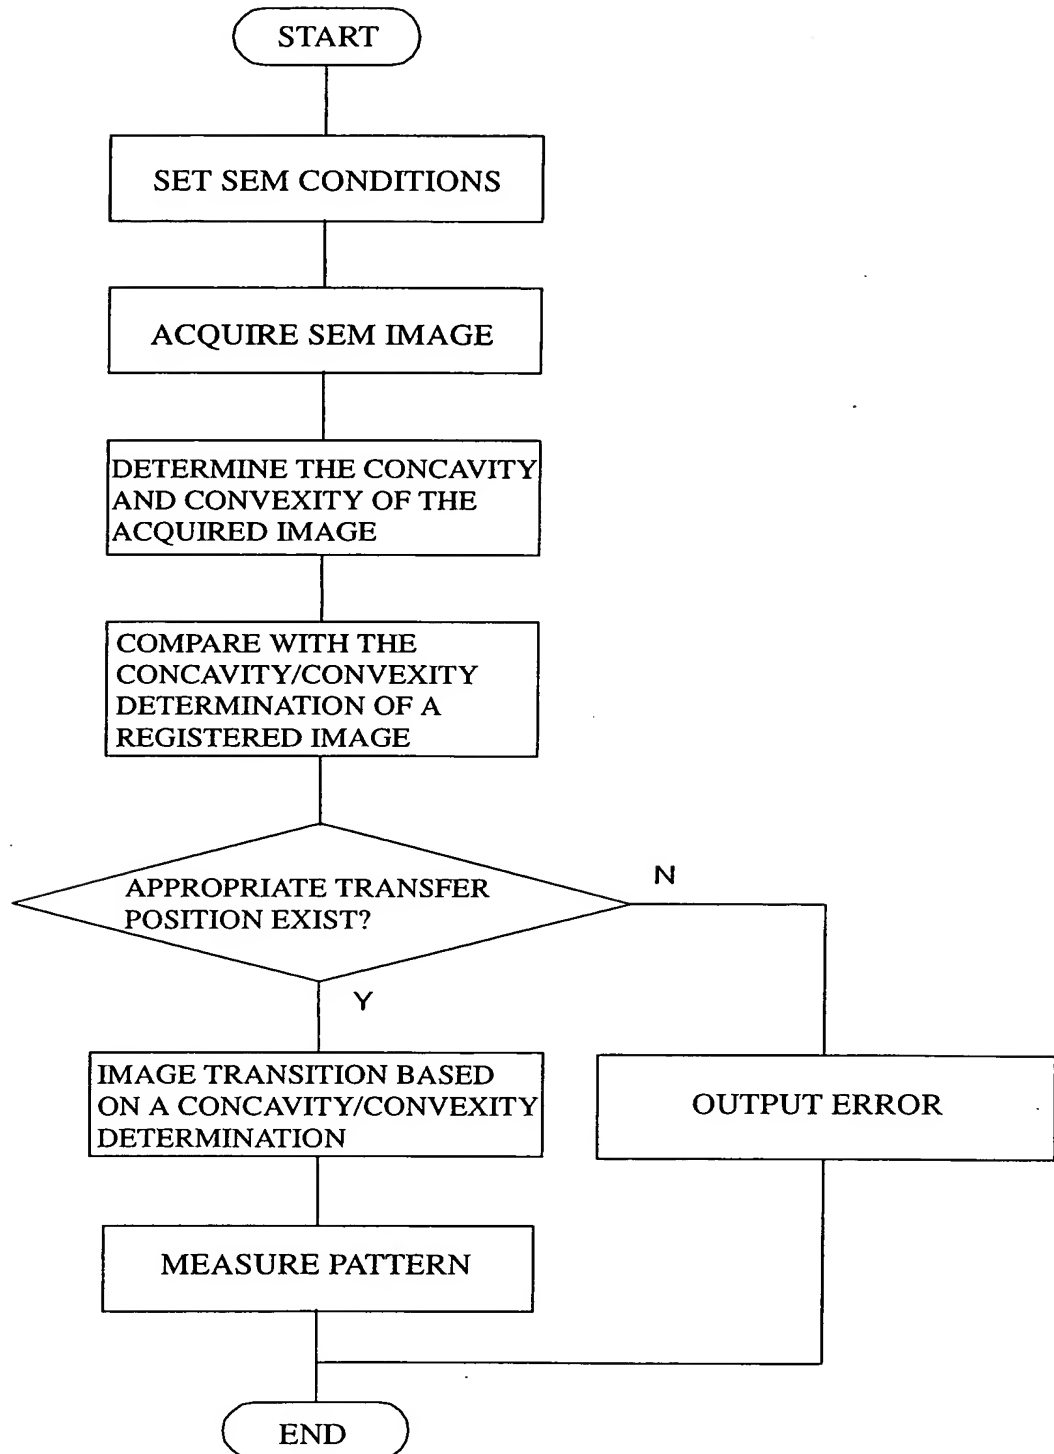 START
SET SEM CONDITIONS
ACQUIRE SEM IMAGE
DETERMINE THE CONCAVITY
AND CONVEXITY OF THE
ACQUIRED IMAGE
COMPARE WITH THE
CONCAVITY/CONVEXITY
DETERMINATION OF A
REGISTERED IMAGE
APPROPRIATE TRANSFER
POSITION EXIST?
N
Y
IMAGE TRANSITION BASED
ON A CONCAVITY/CONVEXITY
DETERMINATION
OUTPUT ERROR
MEASURE PATTERN
END